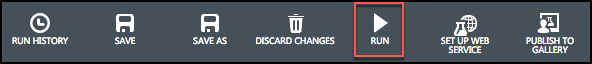 RUN HISTORY
SAVE
SAVE AS
DISCARD CHANGES
RUN
SET UP WEB
SERVICE
PUBLISH TO
GALLERY